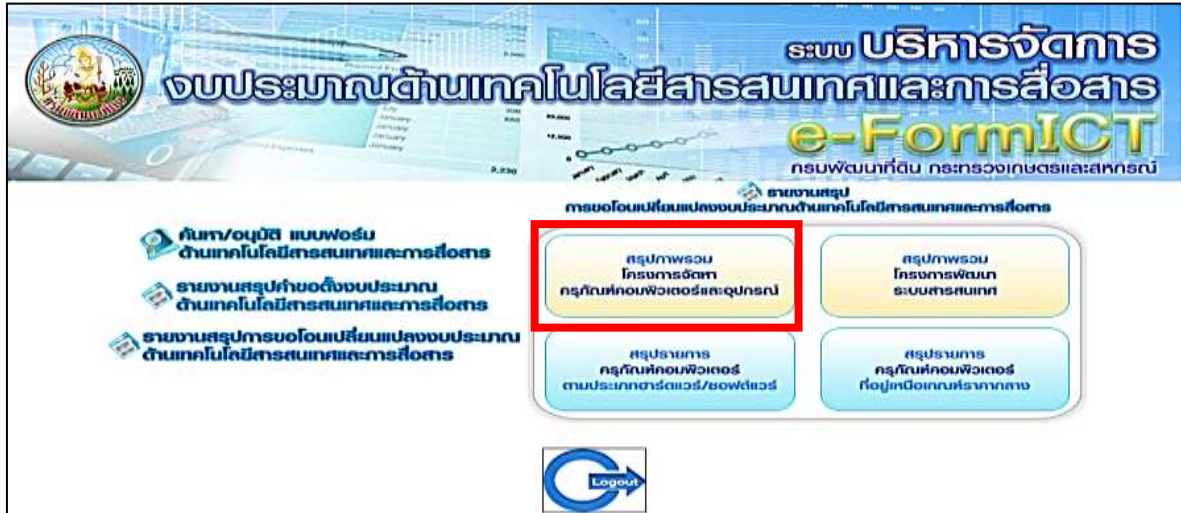 ระบบ บริหารจัดการ
งบประมาณด้านเทคโนโลยีสารสนเทศและการสื่อสาร
e-FormICT
กรมพัฒนาที่ดิน กระทรวงเกษตรและสหกรณ์
รายงานสรุป
การขอโอนเปลี่ยนแปลงงบประมาณด้านเทคโนโลยีสารสนเทศและการสื่อสาร
ค้นหา/อนุมัติ แบบฟอร์ม
ด้านเทคโนโลยีสารสนเทศและการสื่อสาร
รายงานสรุปคำขอตั้งงบประมาณ
ด้านเทคโนโลยีสารสนเทศและการสื่อสาร
รายงานสรุปการขอโอนเปลี่ยนแปลงงบประมาณ
ด้านเทคโนโลยีสารสนเทศและการสื่อสาร
สรุปภาพรวม
โครงการจัดหา
ครุภัณฑ์คอมพิวเตอร์และอุปกรณ์
สรุปภาพรวม
โครงการพัฒนา
ระบบสารสนเทศ
สรุปรายการ
ครุภัณฑ์คอมพิวเตอร์
ตามประเภทฮาร์ดแวร์/ซอฟต์แวร์
สรุปรายการ
ครุภัณฑ์คอมพิวเตอร์
ที่อยู่เหนือเกณฑ์ราคากลาง
Logout